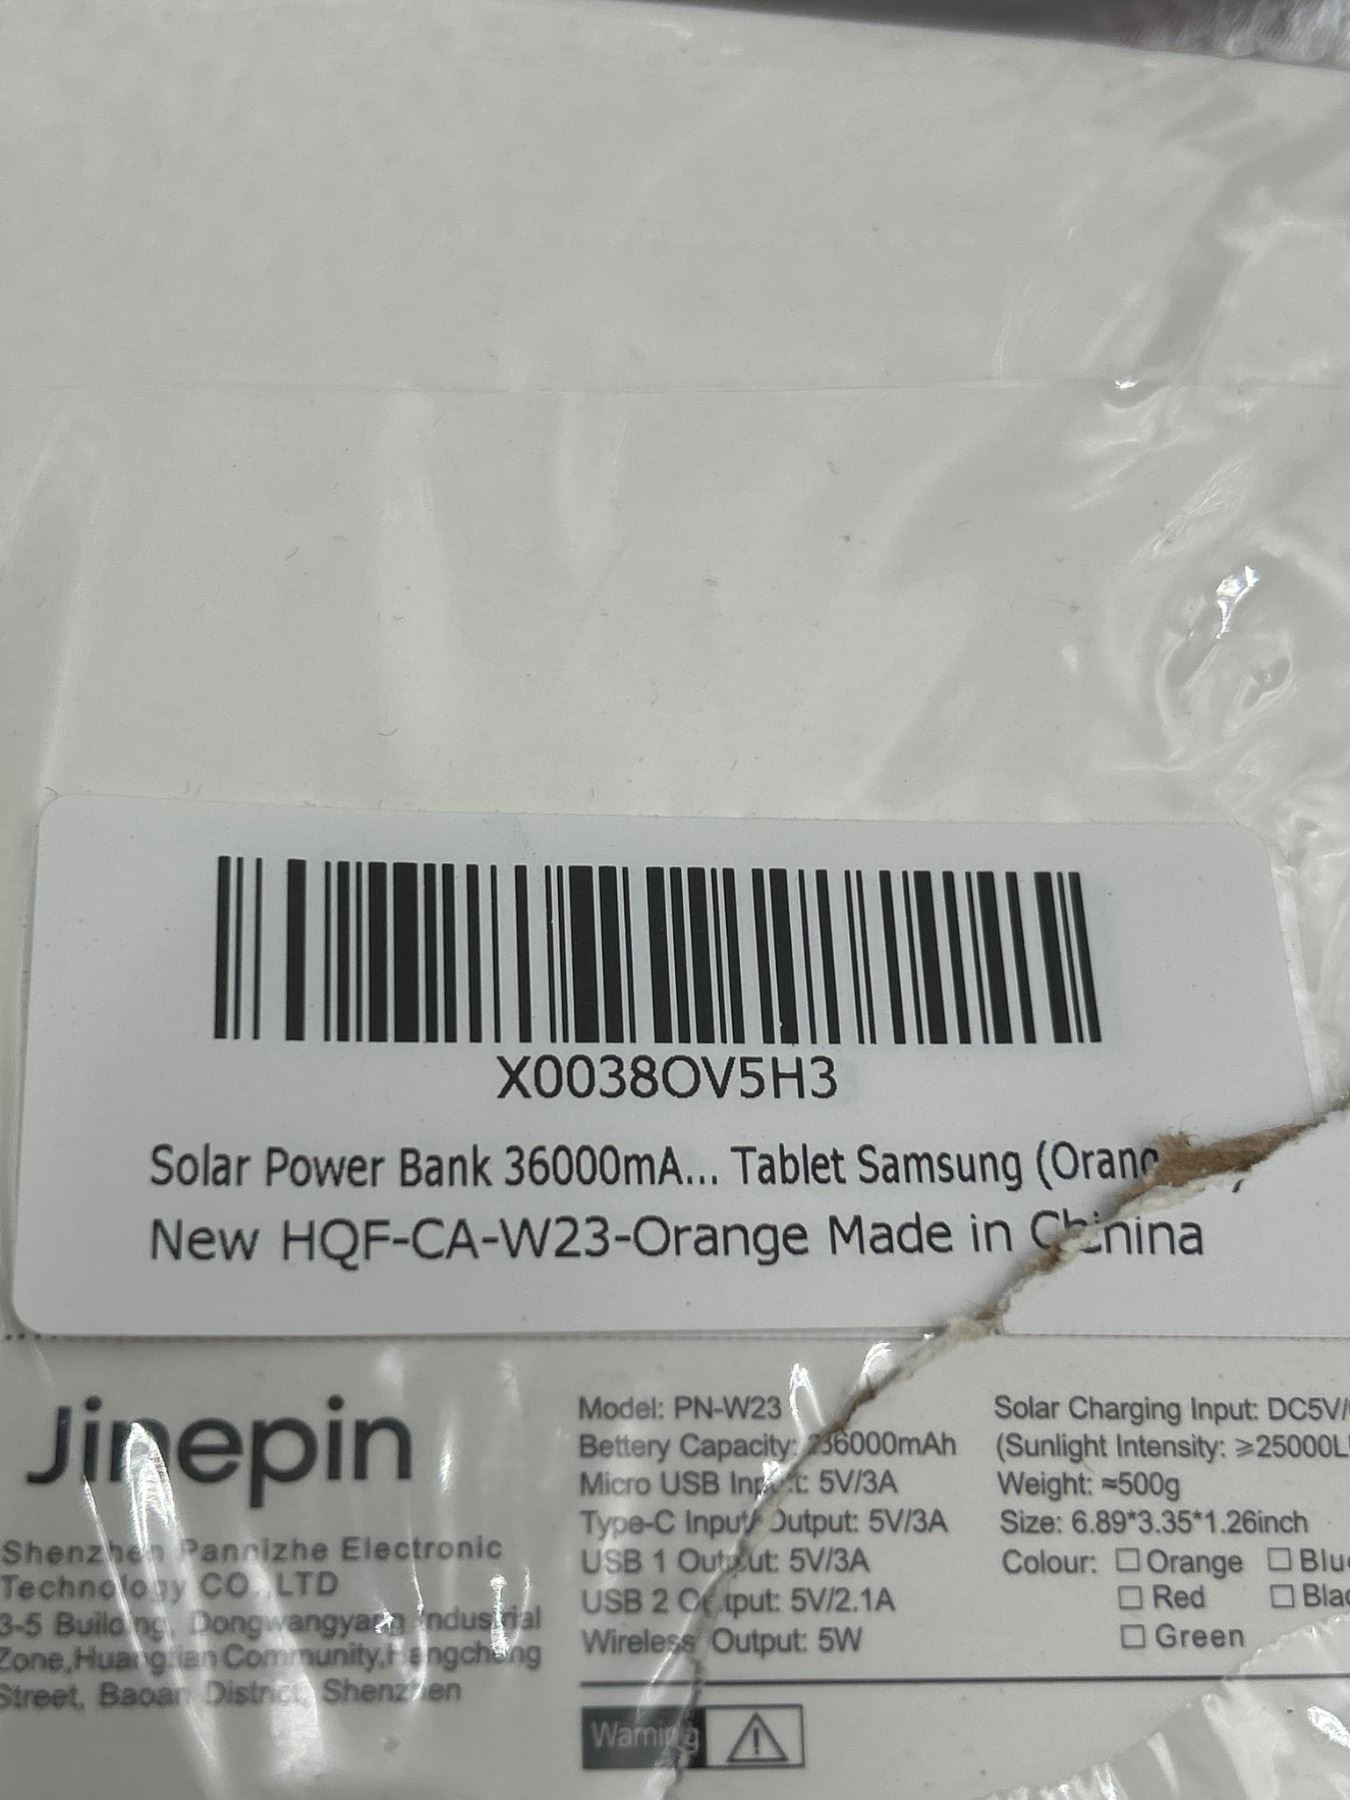 X0038OV5H3
Solar Power Bank 36000mA... Tablet Samsung (Orang
New HQF-CA-W23-Orange Made in China
Jinepin
Shenzhen Pannizhe Electronic
Technology CO.,LTD
3-5 Building, Dongwangyang Industrial
Zone,Huangtian Community,Hangcheng
Street, Baoan District, Shenzhen
Model: PN-W23
Bettery Capacity: 36000mAh
Micro USB Input: 5V/3A
Type-C Input/Output: 5V/3A
USB 1 Output: 5V/3A
USB 2 Output: 5V/2.1A
Wireless Output: 5W
Warning
Solar Charging Input: DC5V/
(Sunlight Intensity: ≥25000L
Weight: ≈500g
Size: 6.89*3.35*1.26inch
Colour: □Orange □Blu
□ Red □Blac
□ Green